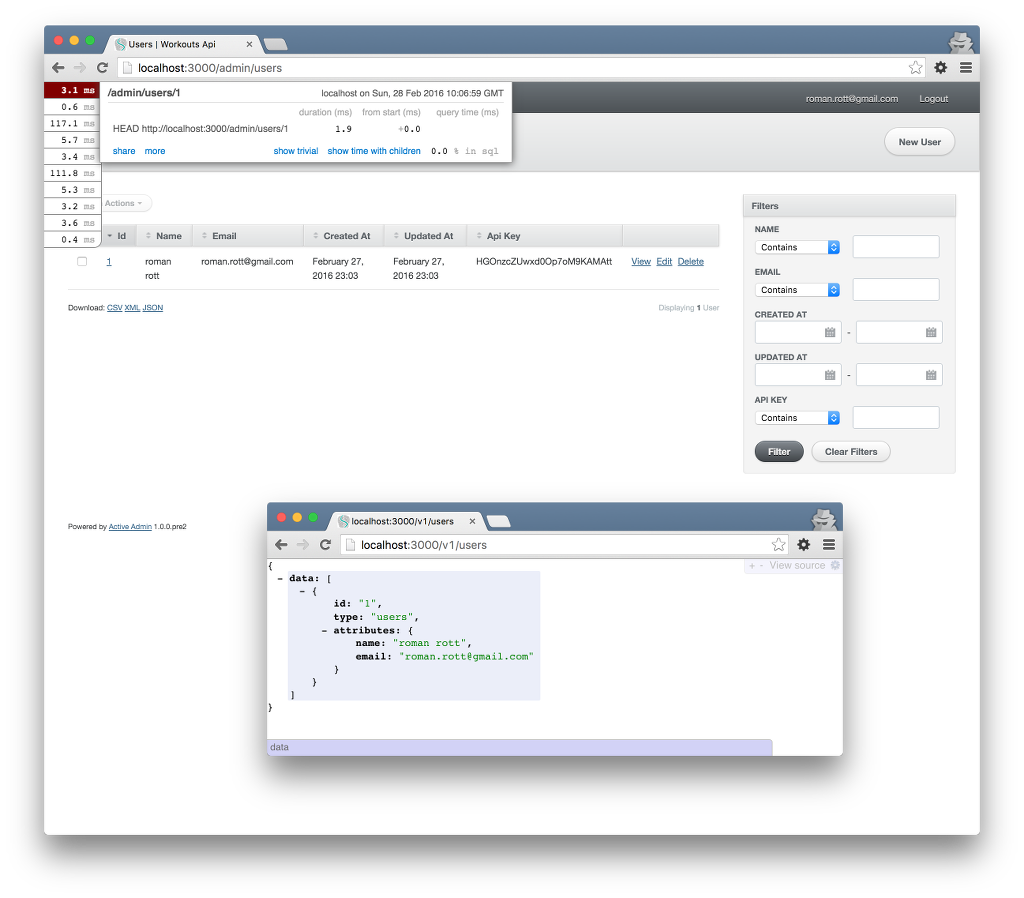 Users | Workouts Api
localhost:3000/admin/users
3.1 ms
0.6 ms
117.1 ms
5.7 ms
3.4 ms
111.8 ms
5.3 ms
3.2 ms
3.6 ms
0.4 ms
/admin/users/1 localhost on Sun, 28 Feb 2016 10:06:59 GMT
duration (ms) from start (ms) query time (ms)
HEAD http://localhost:3000/admin/users/1 1.9 +0.0
share more show trivial show time with children 0.0 % in sql
roman.rott@gmail.com Logout
New User
Actions
Id Name Email Created At Updated At Api Key
1 roman rott roman.rott@gmail.com February 27, 2016 23:03 February 27, 2016 23:03 HGOnzcZUwxd0Op7oM9KAMAtt View Edit Delete
Download: CSV XML JSON Displaying 1 User
Filters
NAME
Contains
EMAIL
Contains
CREATED AT
-
UPDATED AT
-
API KEY
Contains
Filter Clear Filters
Powered by Active Admin 1.0.0.pre2
localhost:3000/v1/users
localhost:3000/v1/users
+ - View source
{
- data: [
- {
id: "1",
type: "users",
- attributes: {
name: "roman rott",
email: "roman.rott@gmail.com"
}
}
]
}
data